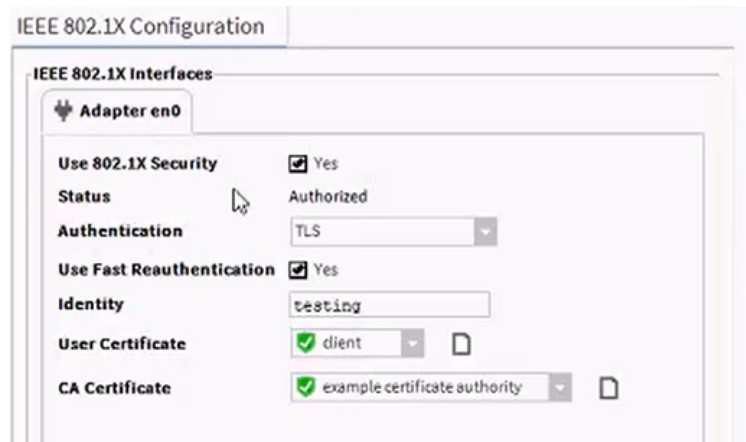 IEEE 802.1X Configuration
IEEE 802.1X Interfaces
Adapter en0
Use 802.1X Security Yes
Status Authorized
Authentication TLS
Use Fast Reauthentication Yes
Identity testing
User Certificate client
CA Certificate example certificate authority